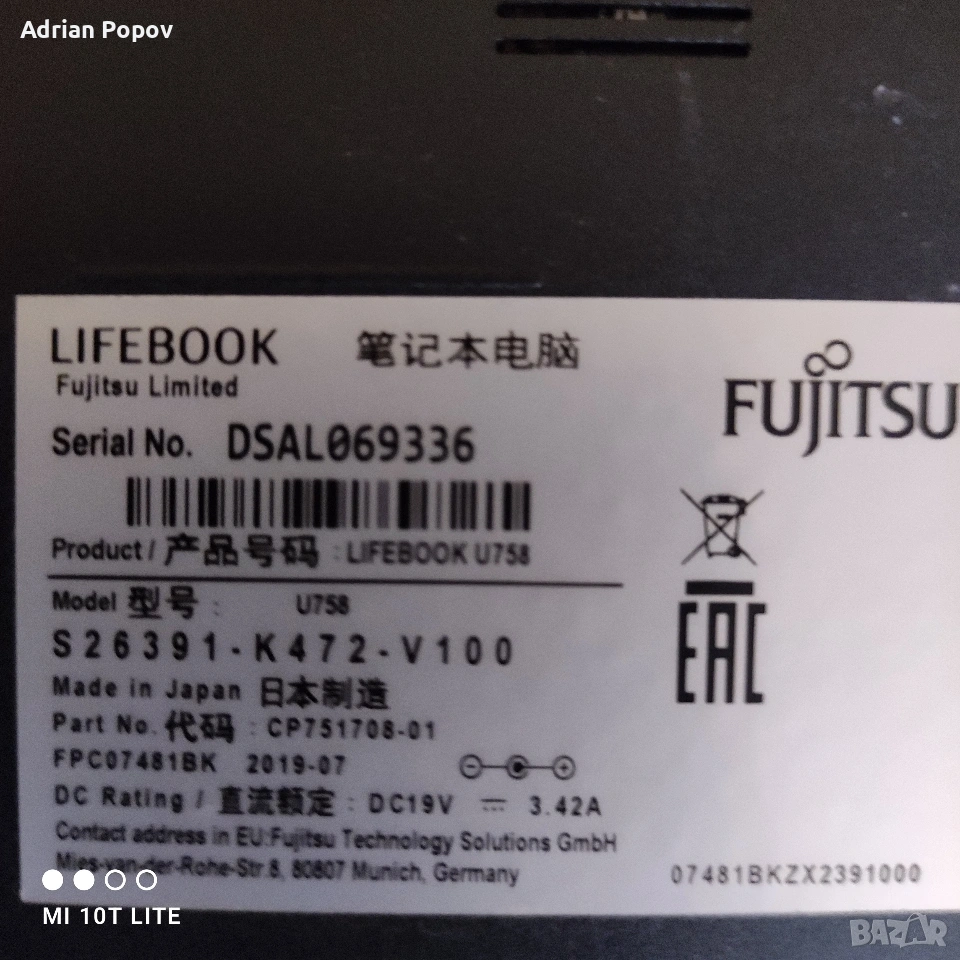 Adrian Popov
LIFEBOOK 笔记本电脑
Fujitsu Limited
FUJITSU
Serial No. DSAL069336
Product / 产品号码 : LIFEBOOK U758
Model 型号 : U758
S26391-K472-V100
EAC
Made in Japan 日本制造
Part No. 代码 : CP751708-01
FPC07481BK 2019-07
DC Rating / 直流额定 : DC19V ⎓ 3.42A
Contact address in EU:Fujitsu Technology Solutions GmbH
Mies-van-der-Rohe-Str.8, 80807 Munich, Germany
07481BKZX2391000
MI 10T LITE
BAZAR